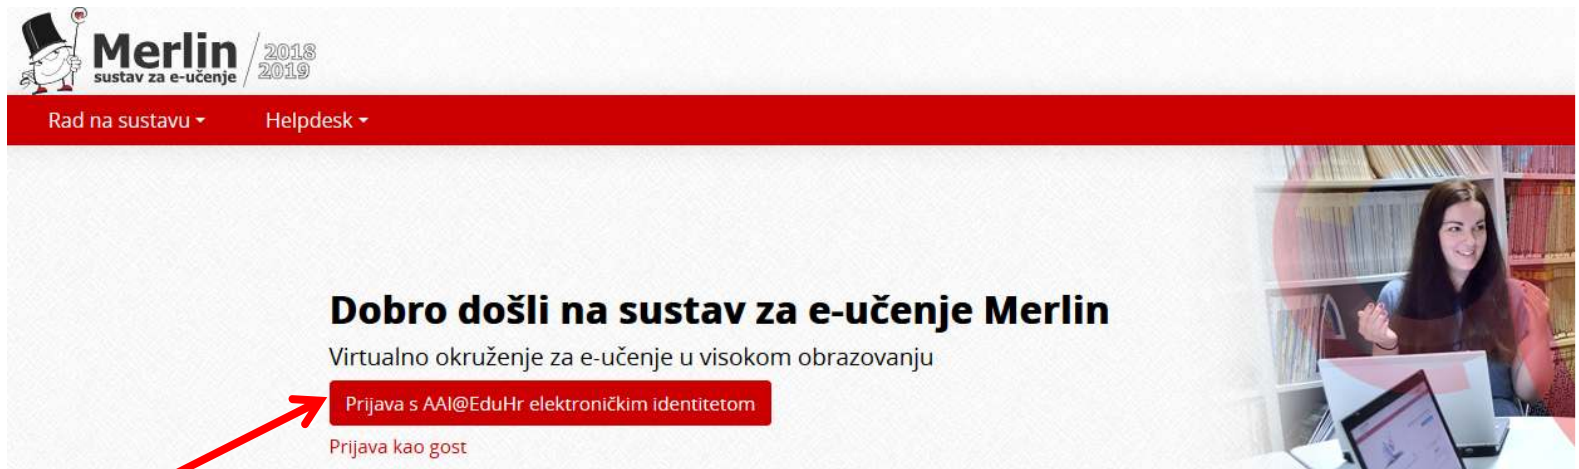 Merlin
sustav za e-učenje
2018
2019
Rad na sustavu
Helpdesk
Dobro došli na sustav za e-učenje Merlin
Virtualno okruženje za e-učenje u visokom obrazovanju
Prijava s AAI@EduHr elektroničkim identitetom
Prijava kao gost